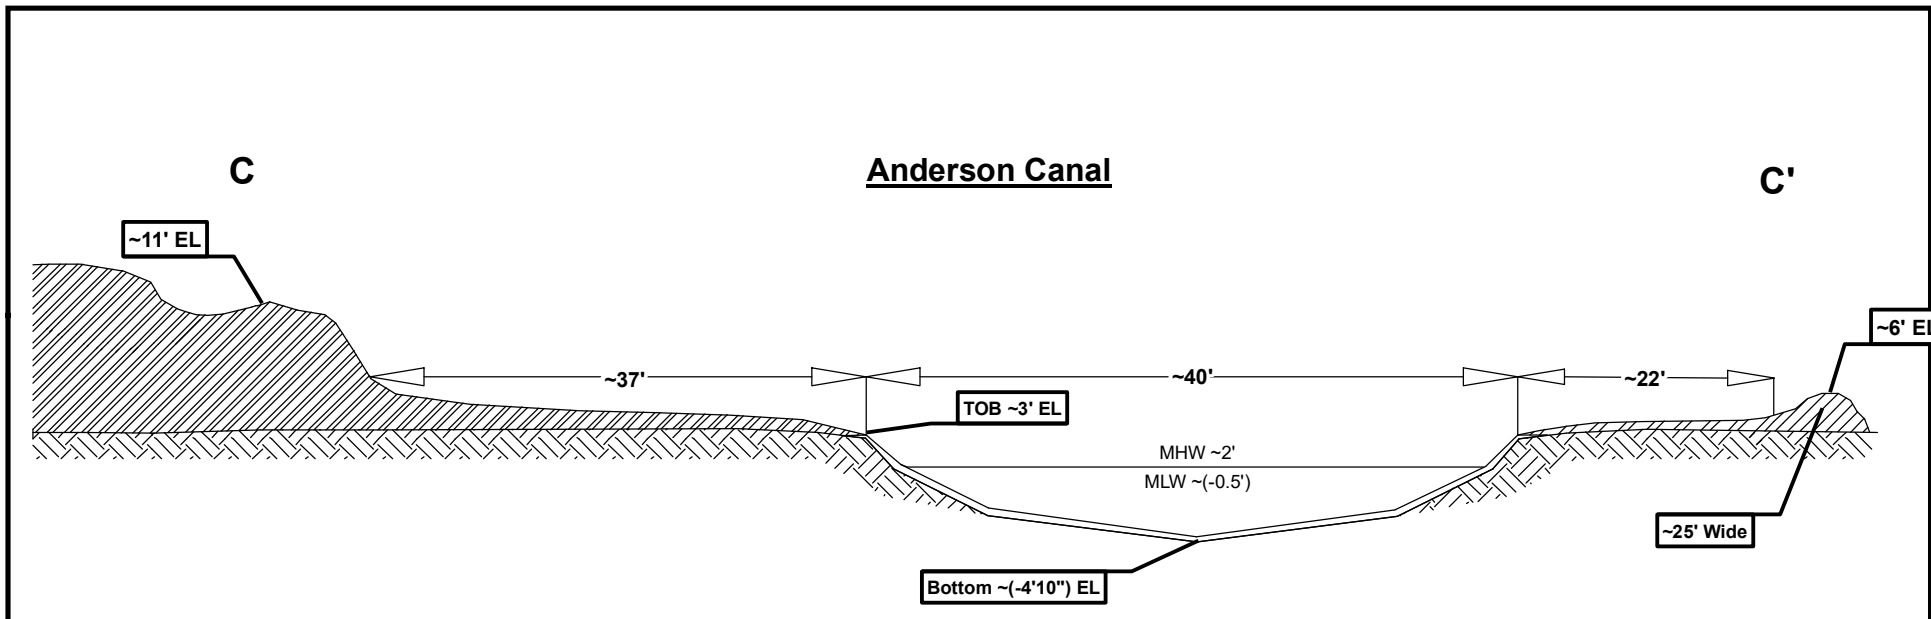 C
Anderson Canal
C'
~11' EL
~6' EL
~37'
~40'
~22'
TOB ~3' EL
MHW ~2'
MLW ~(-0.5')
~25' Wide
Bottom ~(-4'10") EL